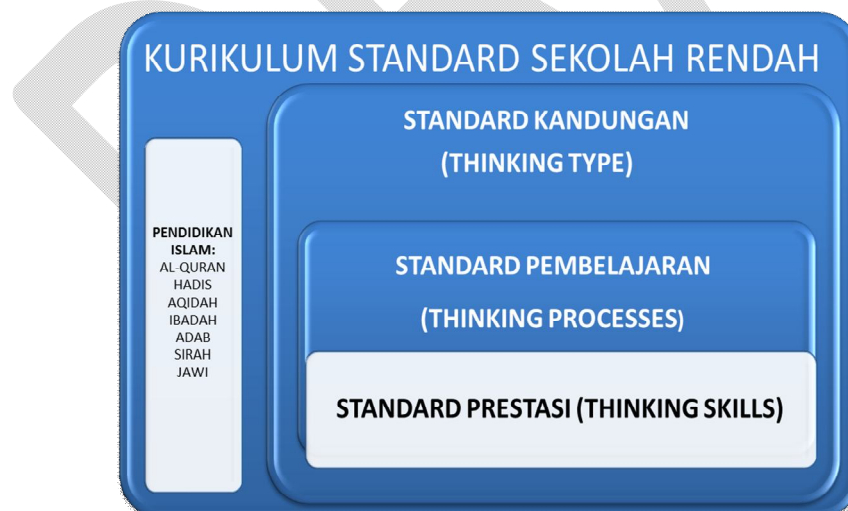 KURIKULUM STANDARD SEKOLAH RENDAH
PENDIDIKAN
ISLAM:
AL-QURAN
HADIS
AQIDAH
IBADAH
ADAB
SIRAH
JAWI
STANDARD KANDUNGAN
(THINKING TYPE)
STANDARD PEMBELAJARAN
(THINKING PROCESSES)
STANDARD PRESTASI (THINKING SKILLS)